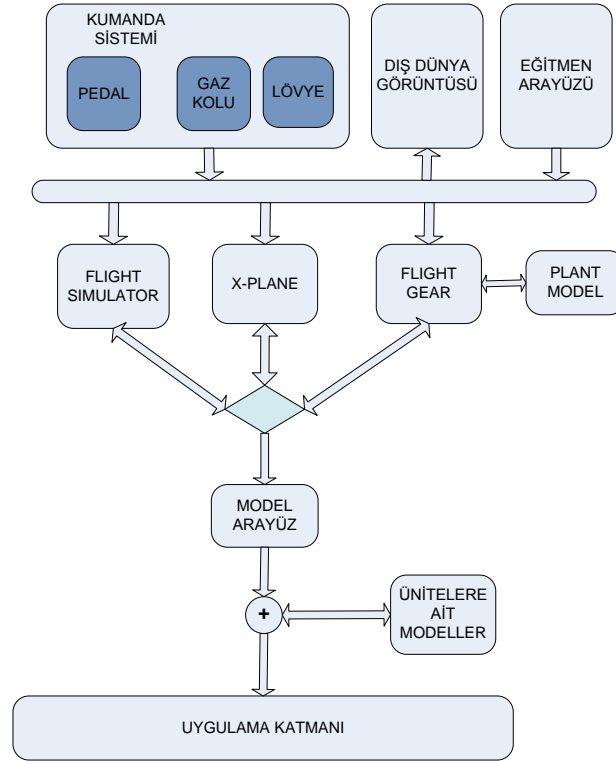 KUMANDA
SİSTEMİ
PEDAL
GAZ
KOLU
LÖVYE
DIŞ DÜNYA
GÖRÜNTÜSÜ
EĞİTMEN
ARAYÜZÜ
FLIGHT
SIMULATOR
X-PLANE
FLIGHT
GEAR
PLANT
MODEL
MODEL
ARAYÜZ
+
ÜNİTELERE
AİT
MODELLER
UYGULAMA KATMANI